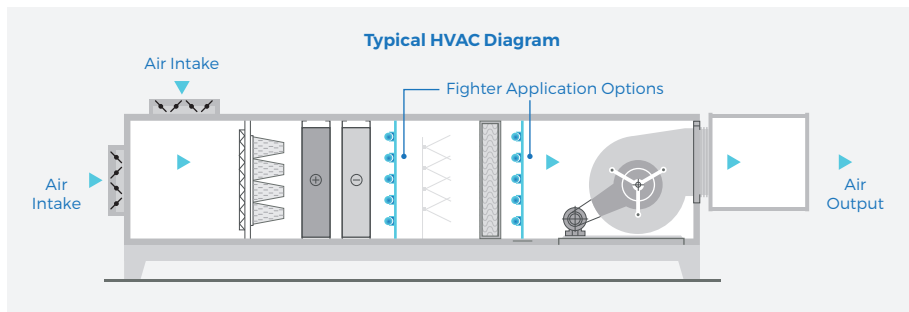 Typical HVAC Diagram
Air Intake
Fighter Application Options
Air
Intake
+
−
Air
Output